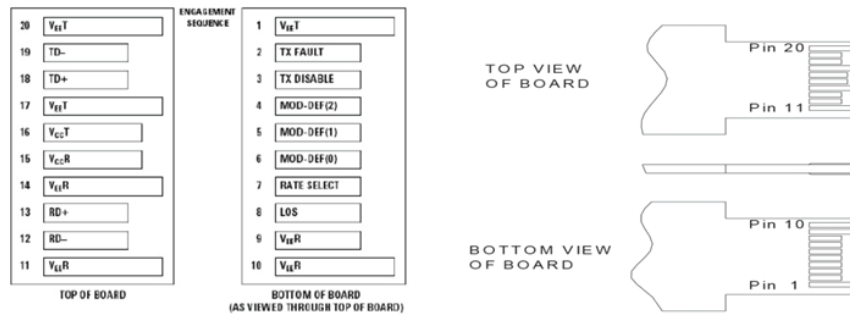 ENGAGEMENT
SEQUENCE
20 VEET
19 TD–
18 TD+
17 VEET
16 VCCT
15 VCCR
14 VEER
13 RD+
12 RD–
11 VEER
TOP OF BOARD
1 VEET
2 TX FAULT
3 TX DISABLE
4 MOD-DEF(2)
5 MOD-DEF(1)
6 MOD-DEF(0)
7 RATE SELECT
8 LOS
9 VEER
10 VEER
BOTTOM OF BOARD
(AS VIEWED THROUGH TOP OF BOARD)
TOP VIEW
OF BOARD
Pin 20
Pin 11
BOTTOM VIEW
OF BOARD
Pin 10
Pin 1